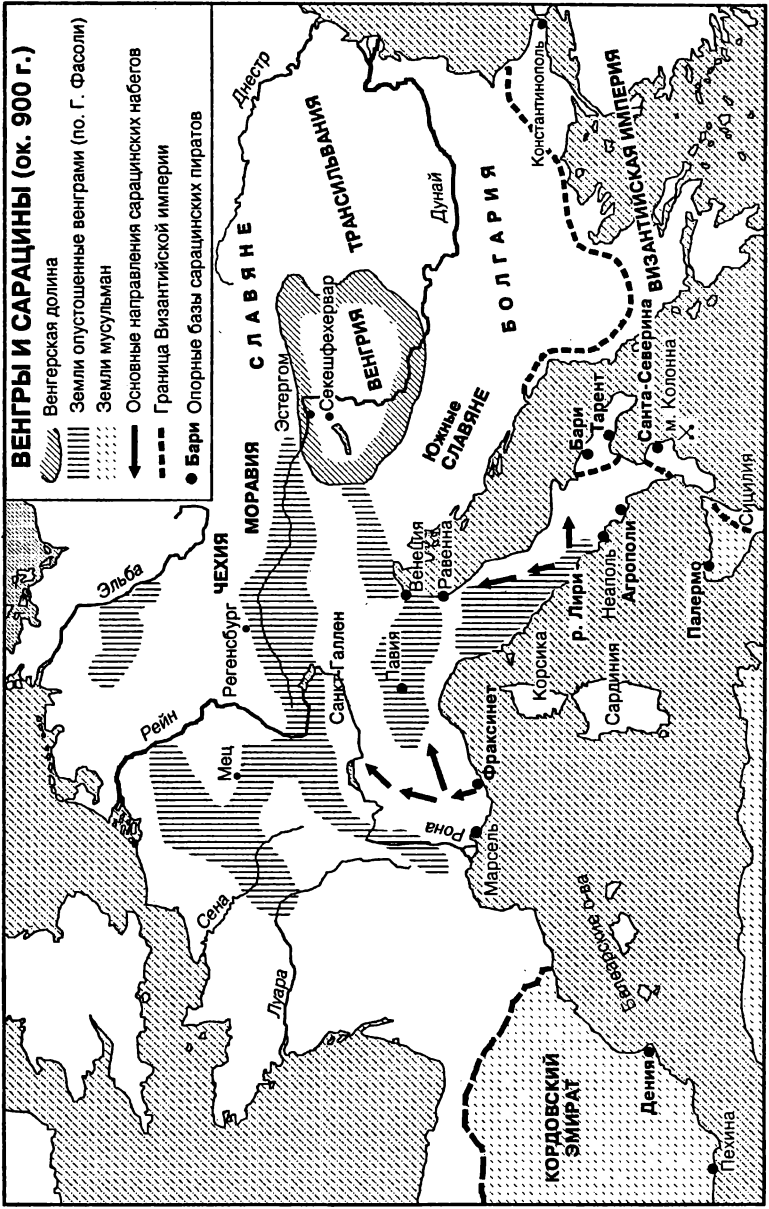 ВЕНГРЫ И САРАЦИНЫ (ок. 900 г.)
Венгерская долина
Земли опустошенные венграми (по. Г. Фасоли)
Земли мусульман
Основные направления сарацинских набегов
Граница Византийской империи
Бари Опорные базы сарацинских пиратов
Эльба
Рейн
Мец
Сена
Луара
Рона
Регенсбург
ЧЕХИЯ
МОРАВИЯ
СЛАВЯНЕ
Днестр
ТРАНСИЛЬВАНИЯ
Эстергом
Секешфехервар
ВЕНГРИЯ
Дунай
БОЛГАРИЯ
Южные
СЛАВЯНЕ
Константинополь
ВИЗАНТИЙСКАЯ ИМПЕРИЯ
Санкт-Галлен
Павия
Венеция
Равенна
Марсель
Фраксинет
Корсика
Сардиния
р. Лири
Неаполь
Агрополи
Бари
Тарент
Санта-Северина
м. Колонна
Палермо
Сицилия
Балеарские о-ва
КОРДОВСКИЙ
ЭМИРАТ
Дения
Пехина